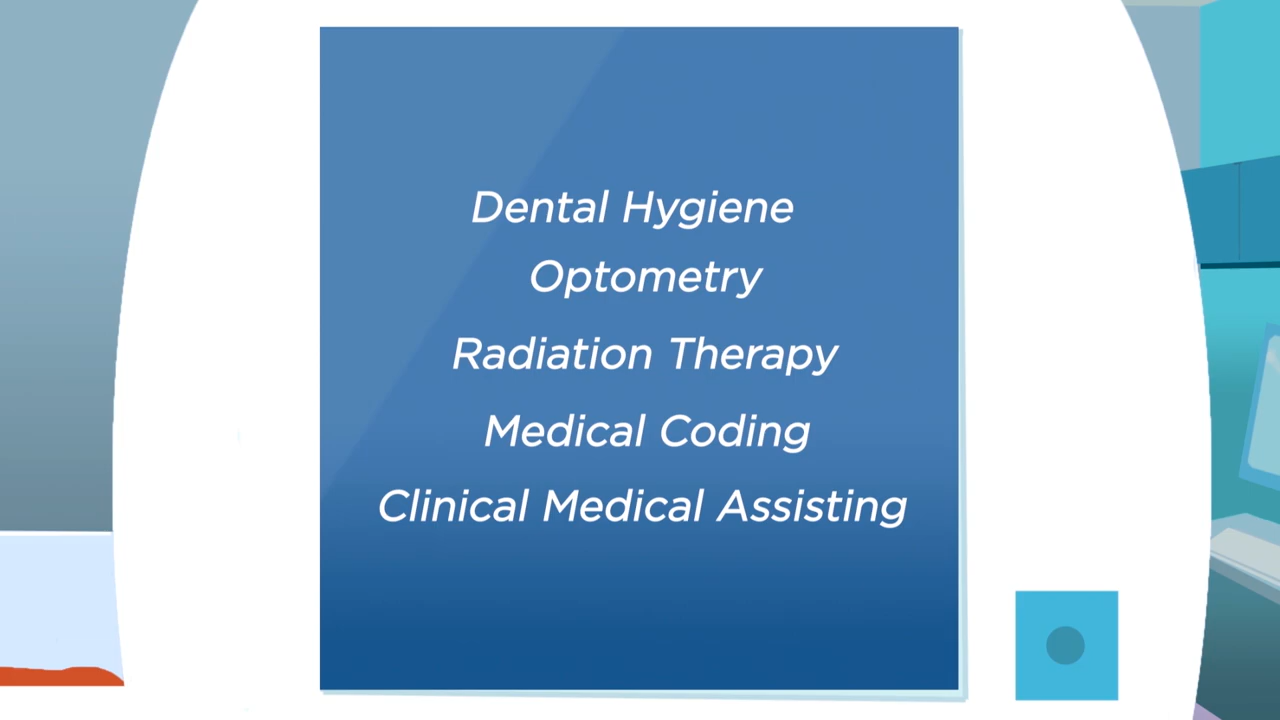 Dental Hygiene
Optometry
Radiation Therapy
Medical Coding
Clinical Medical Assisting